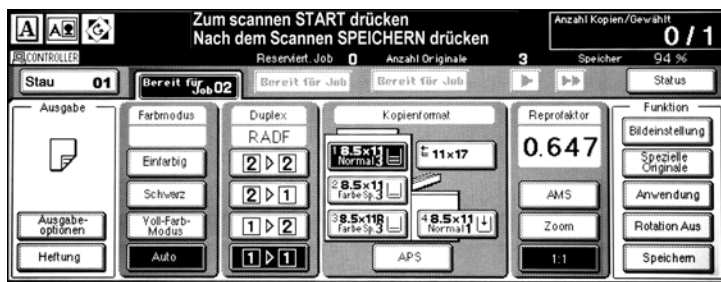 A A Zum scannen START drücken Anzahl Kopien/Gewählt
Nach dem Scannen SPEICHERN drücken 0 / 1
CONTROLLER Reserviert. Job 0 Anzahl Originale 3 Speicher 94 %
Stau 01 Bereit für Job 02 Bereit für Job Bereit für Job Status
Ausgabe
Ausgabe-
optionen
Heftung
Farbmodus
Einfarbig
Schwarz
Voll-Farb-
Modus
Auto
Duplex
RADF
2 ▷ 2
2 ▷ 1
1 ▷ 2
1 ▷ 1
Kopienformat
1 8.5x11
Normal 3
11x17
2 8.5x11
Farbe Sp. 3
3 8.5x11R
Farbe Sp. 3
4 8.5x11
Normal 1
APS
Reprofaktor
0.647
AMS
Zoom
1:1
Funktion
Bildeinstellung
Spezielle
Originale
Anwendung
Rotation Aus
Speichern